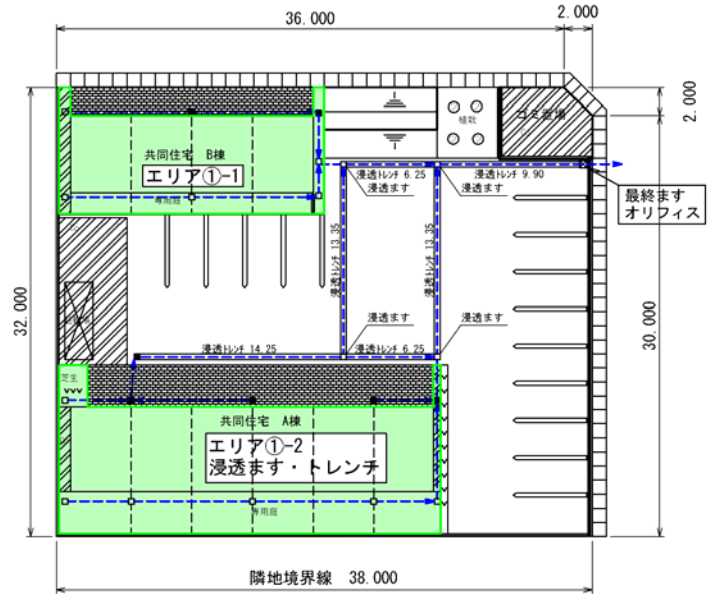 36.000
2.000
2.000
ゴミ置場
植栽
共同住宅 B棟
エリア①-1
専用庭
浸透トレンチ 6.25
浸透トレンチ 9.90
浸透ます
浸透ます
最終ます
オリフィス
浸透トレンチ 13.35
浸透トレンチ 13.35
32.000
30.000
浸透ます
浸透ます
浸透トレンチ 14.25
浸透トレンチ 6.25
芝生
共同住宅 A棟
エリア①-2
浸透ます・トレンチ
専用庭
隣地境界線 38.000